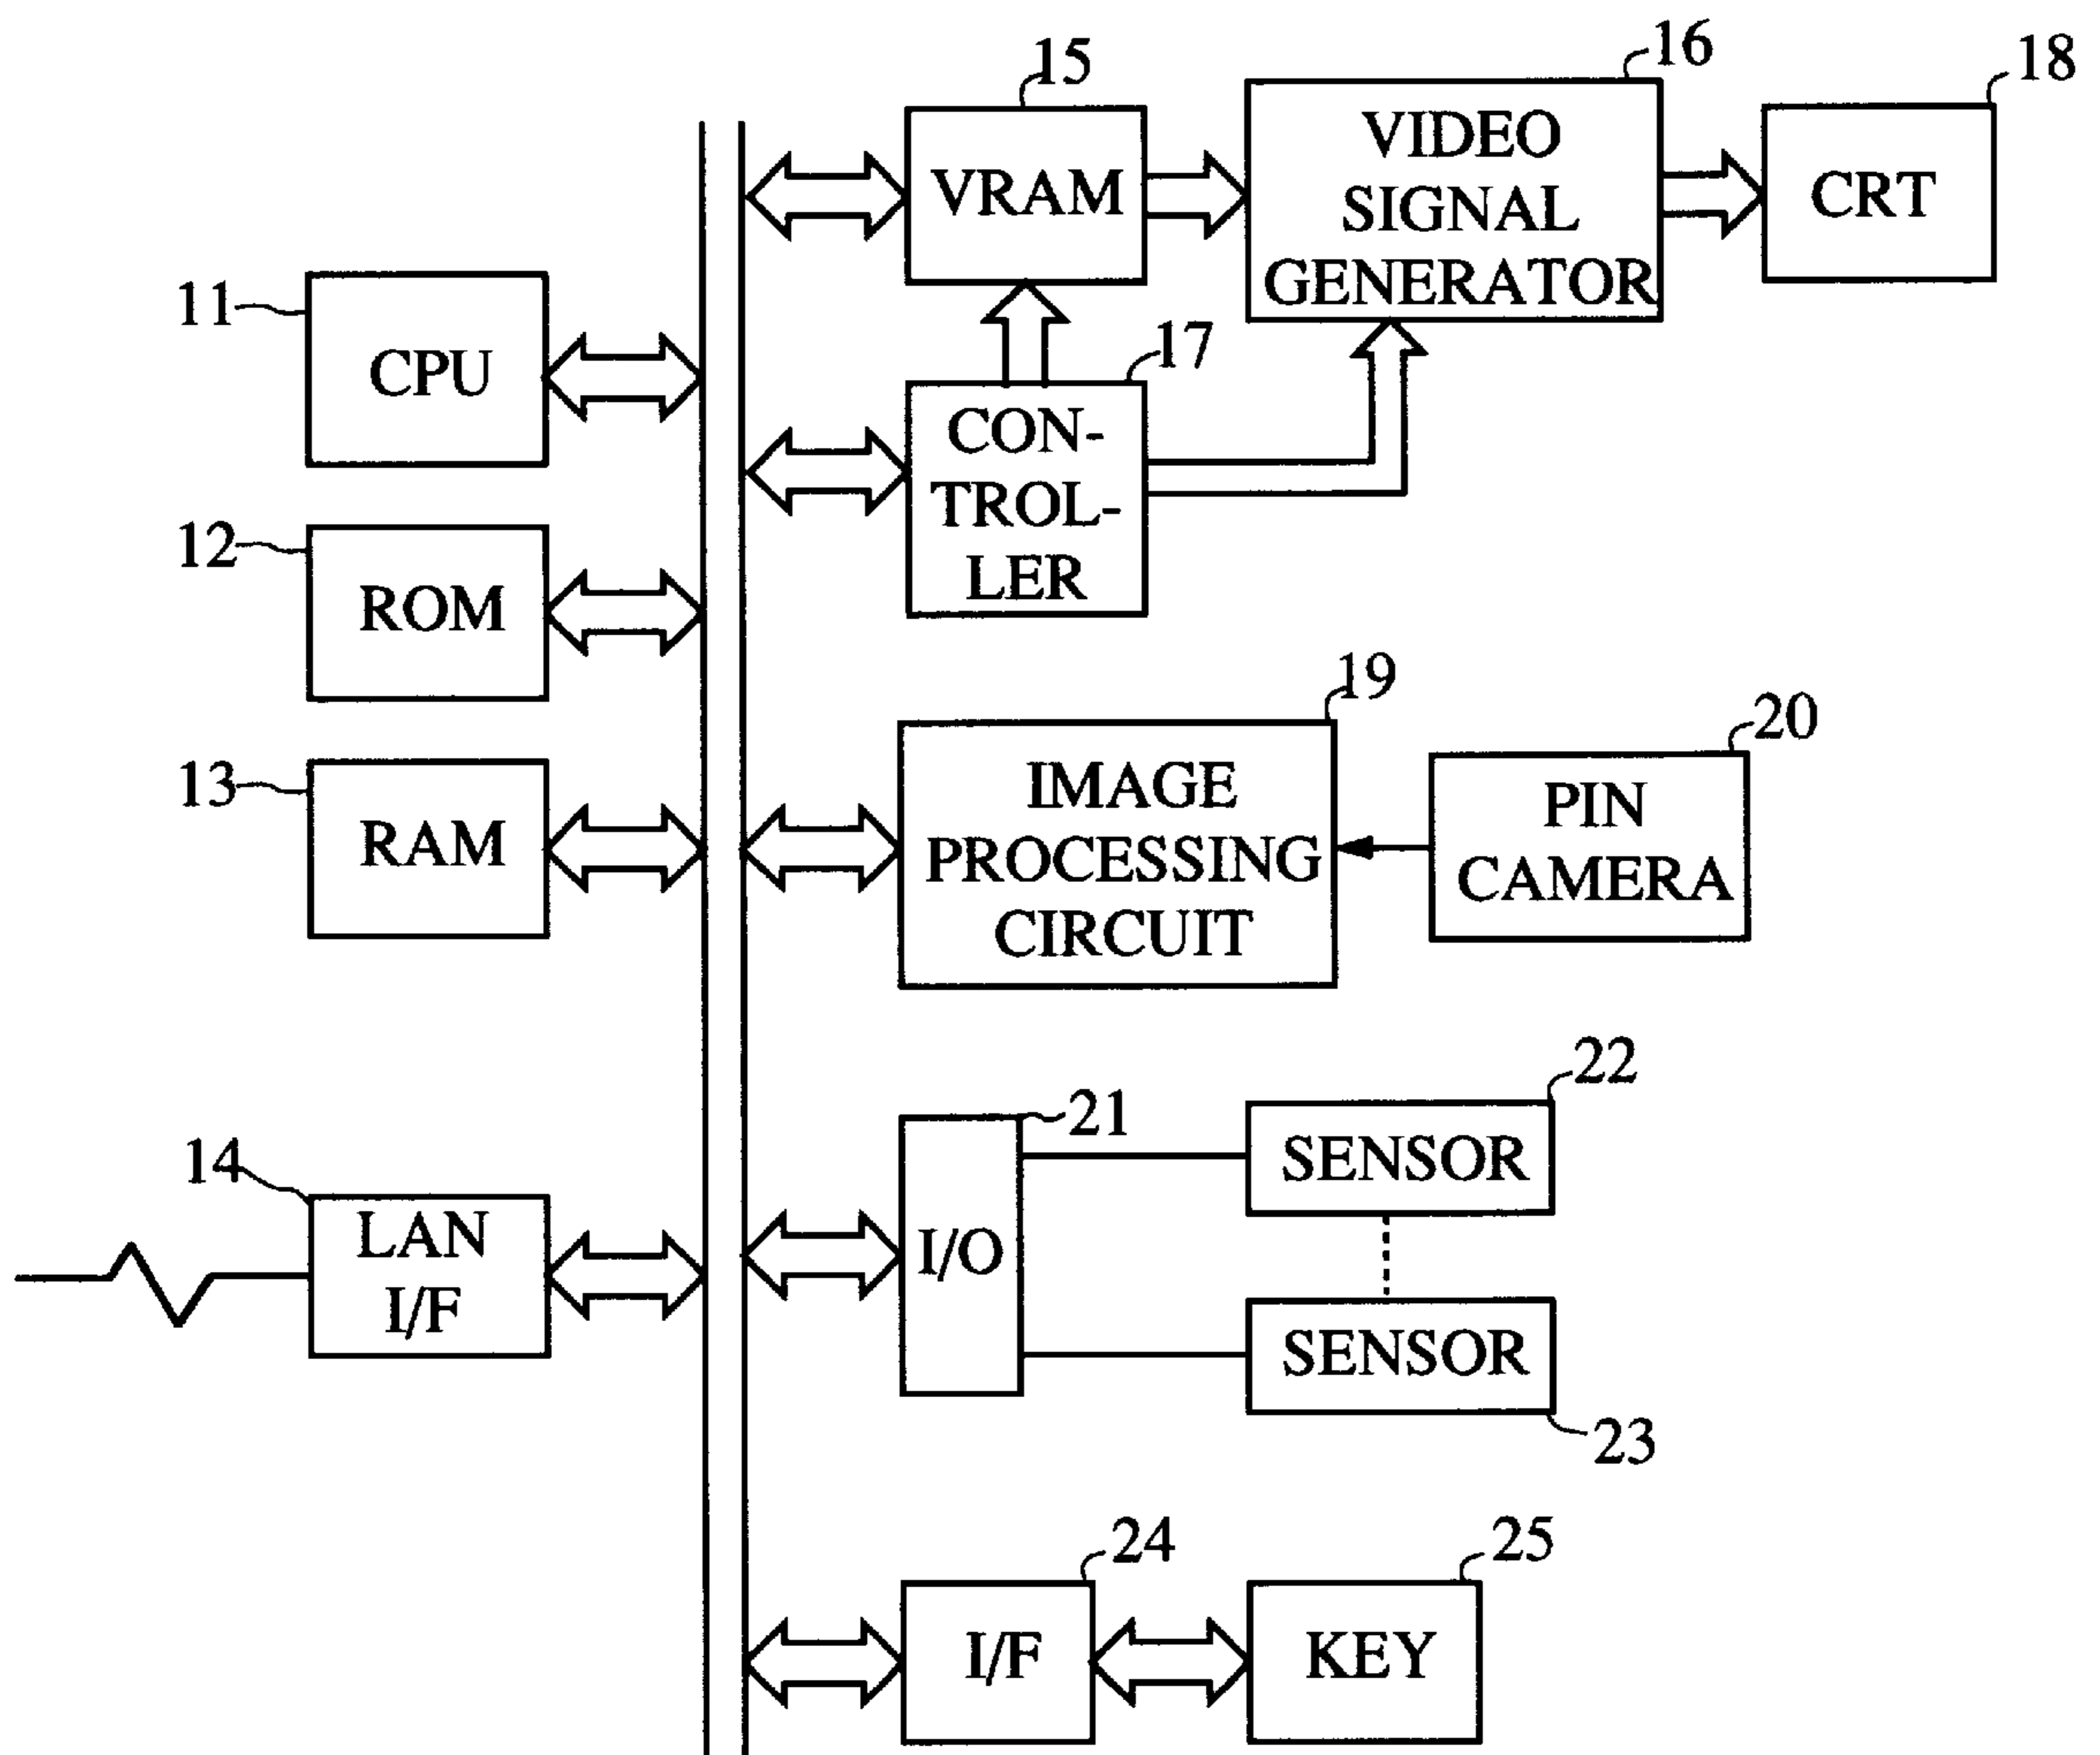 15
16
18
VRAM
VIDEO
SIGNAL
GENERATOR
CRT
11
CPU
17
CON-
TROL-
LER
12
ROM
19
20
13
RAM
IMAGE
PROCESSING
CIRCUIT
PIN
CAMERA
14
LAN
I/F
21
22
I/O
SENSOR
SENSOR
23
24
25
I/F
KEY